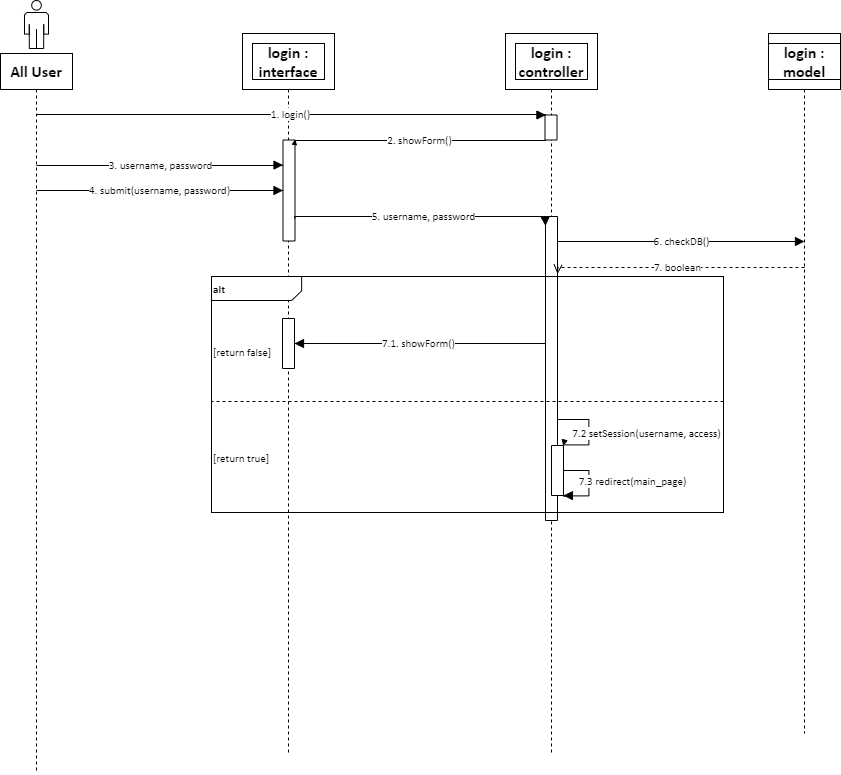 All User
login :
interface
login :
controller
login :
model
1. login()
2. showForm()
3. username, password
4. submit(username, password)
5. username, password
6. checkDB()
7. boolean
alt
7.1. showForm()
[return false]
7.2 setSession(username, access)
[return true]
7.3 redirect(main_page)